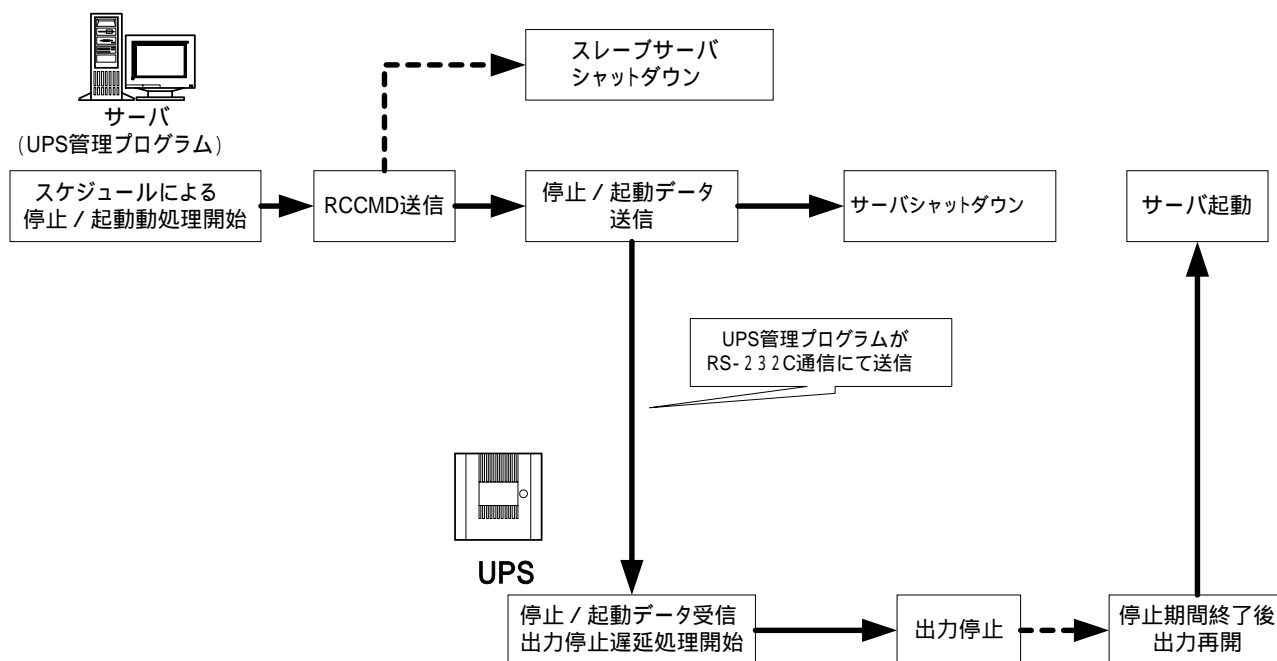 スレーブサーバ
シャットダウン
サーバ
(UPS管理プログラム)
スケジュールによる
停止 / 起動動処理開始
RCCMD送信
停止 / 起動データ
送信
サーバシャットダウン
サーバ起動
UPS管理プログラムが
RS-232C通信にて送信
UPS
停止 / 起動データ受信
出力停止遅延処理開始
出力停止
停止期間終了後
出力再開